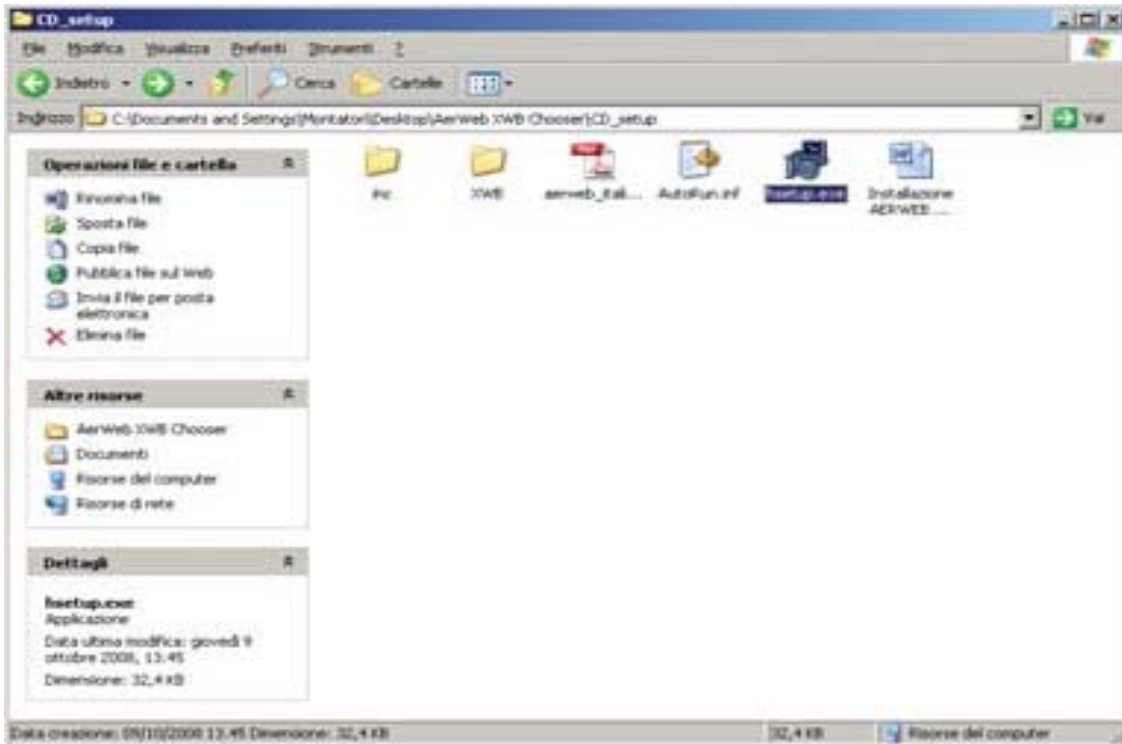 CD_setup
File Modifica Visualizza Preferiti Strumenti ?
Indietro Cerca Cartelle
Indirizzo C:\Documents and Settings\Montatori\Desktop\AerWeb XWB Chooser\CD_setup Vai
Operazioni file e cartella
Rinomina file
Sposta file
Copia file
Pubblica file sul Web
Invia il file per posta
elettronica
Elimina file
Altre risorse
AerWeb XWB Chooser
Documenti
Risorse del computer
Risorse di rete
Dettagli
hsetup.exe
Applicazione
Data ultima modifica: giovedì 9
ottobre 2008, 13.45
Dimensione: 32,4 KB
XWB
aerweb_itali...
AutoRun.inf
hsetup.exe
Installazione
AERWEB ...
Data creazione: 09/10/2008 13.45 Dimensione: 32,4 KB
32,4 KB
Risorse del computer